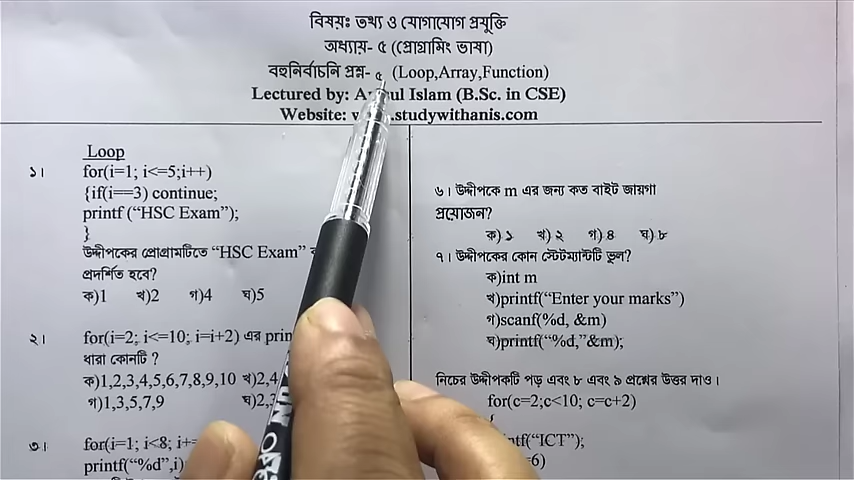 বিষয়ঃ তথ্য ও যোগাযোগ প্রযুক্তি
অধ্যায়- ৫ (প্রোগ্রামিং ভাষা)
বহুনির্বাচনি প্রশ্ন- ৫ (Loop,Array,Function)
Lectured by: Islam (B.Sc. in CSE)
Website: .studywithanis.com
Loop
১। for(i=1; i<=5;i++)
{if(i==3) continue;
printf (“HSC Exam”);
}
উদ্দীপকের প্রোগ্রামটিতে “HSC Exam”
প্রদর্শিত হবে?
ক)1 খ)2 গ)4 ঘ)5
২। for(i=2; i<=10; i=i+2) এর
ধারা কোনটি ?
ক)1,2,3,4,5,6,7,8,9,10 খ)2,4
গ)1,3,5,7,9 ঘ)2,
৩। for(i=1; i<8;
printf(“%d”,i)
৬। উদ্দীপকে m এর জন্য কত বাইট জায়গা
প্রয়োজন?
ক) ১ খ) ২ গ) ৪ ঘ) ৮
৭। উদ্দীপকের কোন স্টেটম্যান্টটি ভুল?
ক)int m
খ)printf(“Enter your marks”)
গ)scanf(%d, &m)
ঘ)printf(“%d,”&m);
নিচের উদ্দীপকটি পড় এবং ৮ এবং ৯ প্রশ্নের উত্তর দাও।
for(c=2;c<10; c=c+2)
{
ntf(“ICT”);
=6)